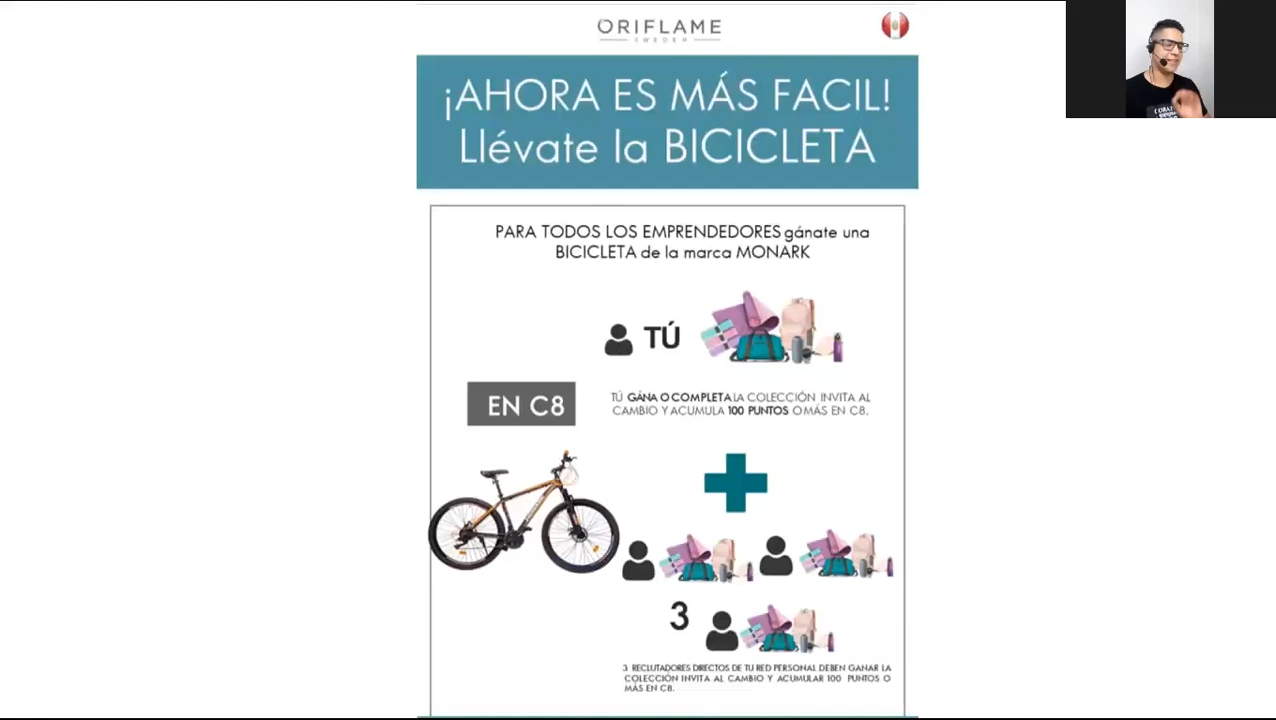 ORIFLAME
SWEDEN
¡AHORA ES MÁS FACIL!
Llévate la BICICLETA
PARA TODOS LOS EMPRENDEDORES gánate una
BICICLETA de la marca MONARK
TÚ
EN C8
TÚ GÁNA O COMPLETA LA COLECCIÓN INVITA AL
CAMBIO Y ACUMULA 100 PUNTOS O MÁS EN C8.
3
3 RECLUTADORES DIRECTOS DE TU RED PERSONAL DEBEN GANAR LA
COLECCIÓN INVITA AL CAMBIO Y ACUMULAR 100 PUNTOS O
MÁS EN C8.